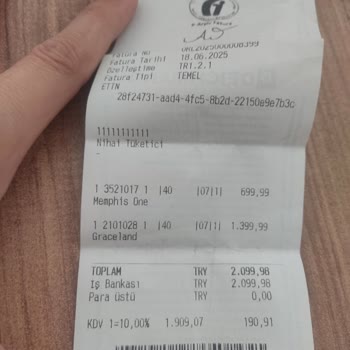 Fatura No DRE2025000008399
Fatura Tarihi 18.06.2025
Özelleştirme TR1.2.1
Fatura Tipi TEMEL
ETTN
28f24731-aad4-4fc5-8b2d-22150e9e7b3c
11111111111
Nihai Tüketici
-
1 3521017 1 |40 |07|1| 699,99
Memphis One
1 2101028 1 |40 |07|1| 1.399,99
Graceland
TOPLAM TRY 2.099,98
İş Bankası TRY 2.099,98
Para üstü TRY 0,00
KDV 1=10,00% 1.909,07 190,91